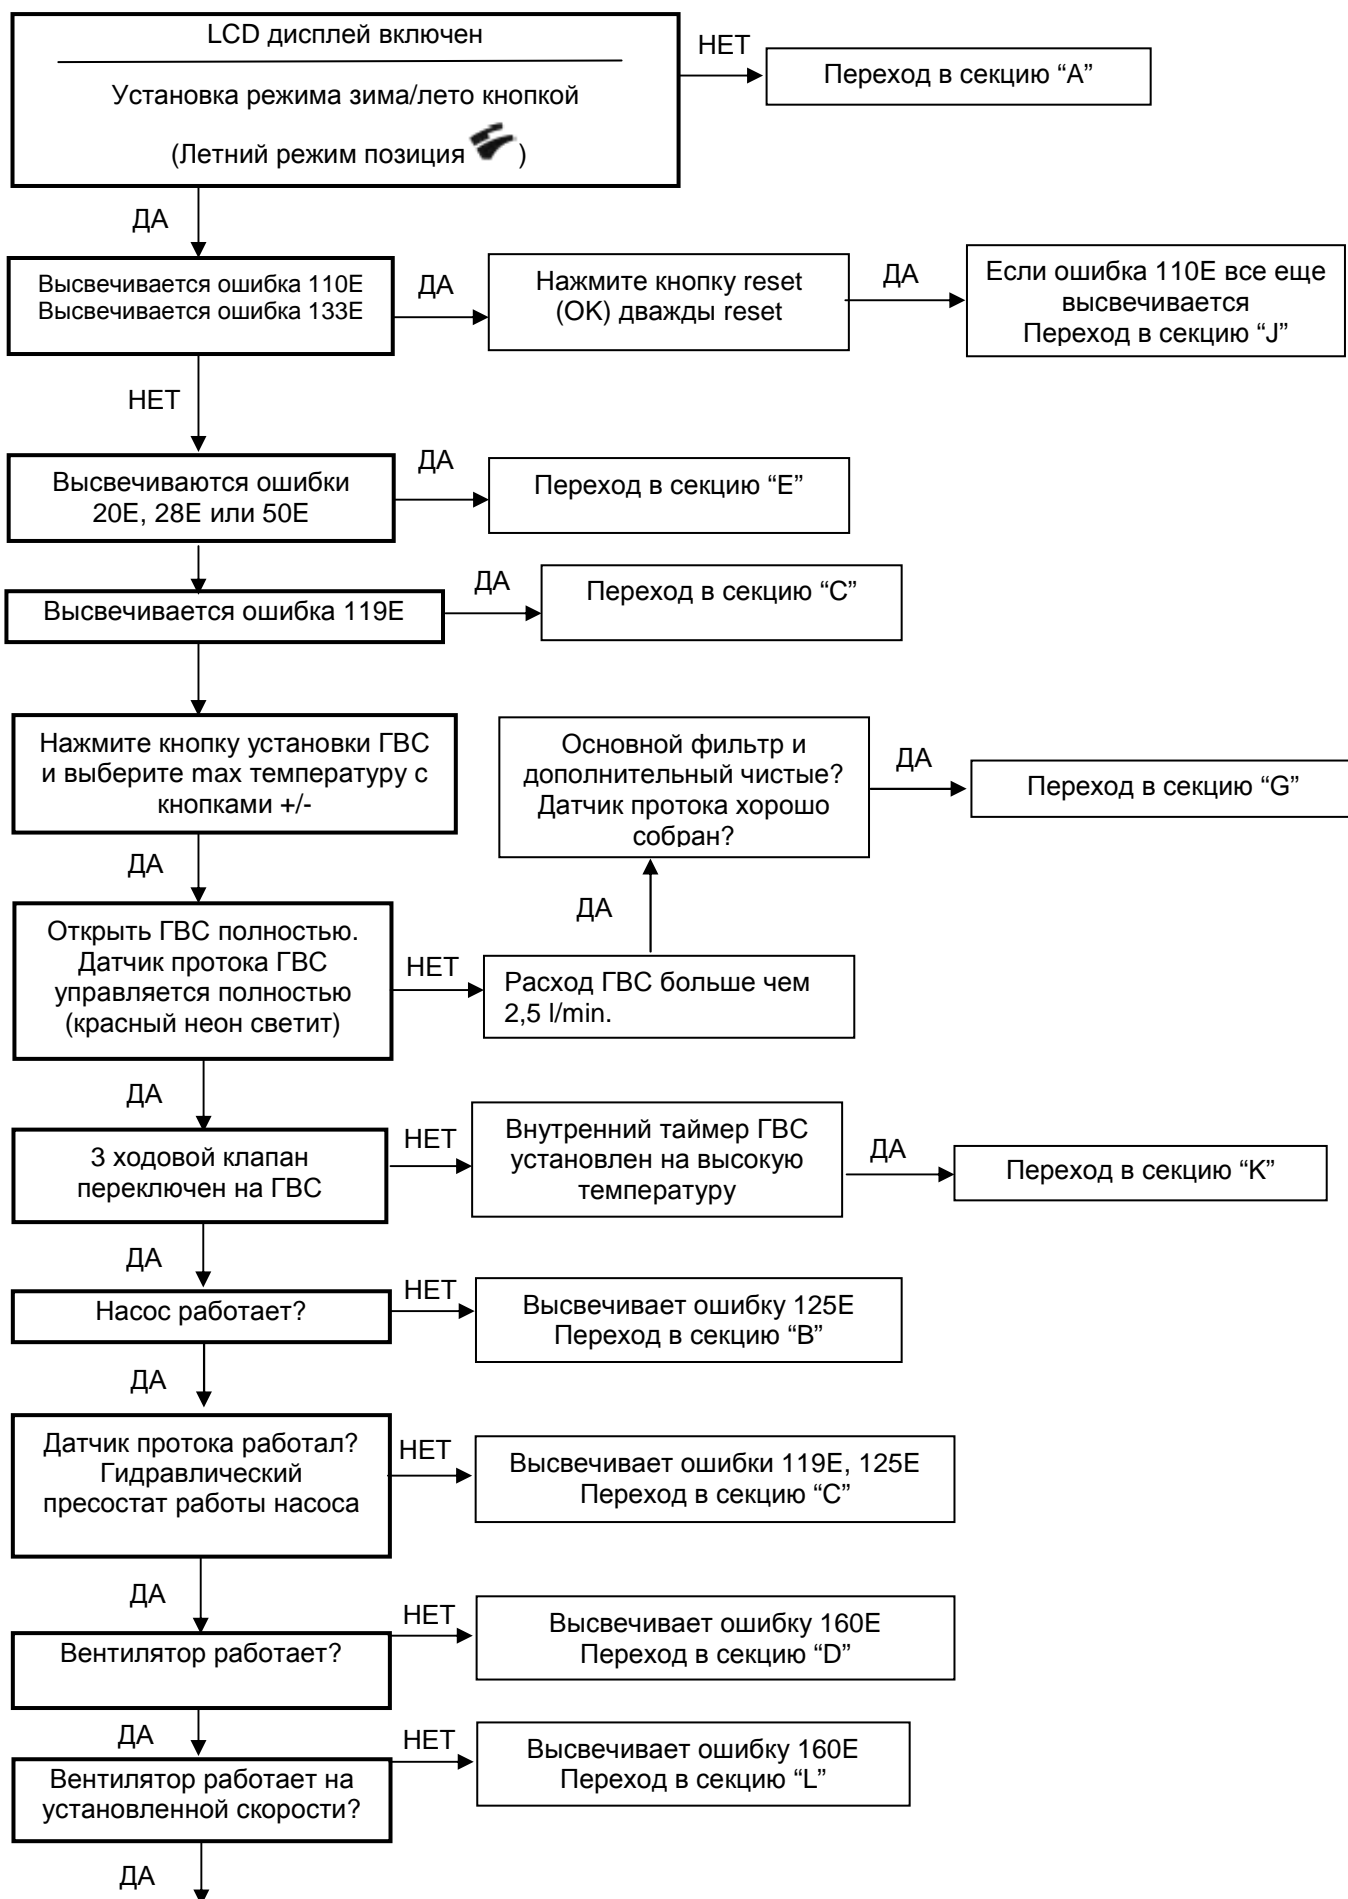 LCD дисплей включен
Установка режима зима/лето кнопкой
(Летний режим позиция )
НЕТ
Переход в секцию “A”
ДА
Высвечивается ошибка 110E
Высвечивается ошибка 133E
ДА
Нажмите кнопку reset
(OK) дважды reset
ДА
Если ошибка 110E все еще
высвечивается
Переход в секцию “J”
НЕТ
Высвечиваются ошибки
20E, 28E или 50E
ДА
Переход в секцию “E”
Высвечивается ошибка 119E
ДА
Переход в секцию “C”
Нажмите кнопку установки ГВС
и выберите max температуру с
кнопками +/-
Основной фильтр и
дополнительный чистые?
Датчик протока хорошо
собран?
ДА
Переход в секцию “G”
ДА
ДА
Открыть ГВС полностью.
Датчик протока ГВС
управляется полностью
(красный неон светит)
НЕТ
Расход ГВС больше чем
2,5 l/min.
ДА
3 ходовой клапан
переключен на ГВС
НЕТ
Внутренний таймер ГВС
установлен на высокую
температуру
ДА
Переход в секцию “K”
ДА
Насос работает?
НЕТ
Высвечивает ошибку 125E
Переход в секцию “B”
ДА
Датчик протока работал?
Гидравлический
пресостат работы насоса
НЕТ
Высвечивает ошибки 119E, 125E
Переход в секцию “C”
ДА
Вентилятор работает?
НЕТ
Высвечивает ошибку 160E
Переход в секцию “D”
ДА
Вентилятор работает на
установленной скорости?
НЕТ
Высвечивает ошибку 160E
Переход в секцию “L”
ДА